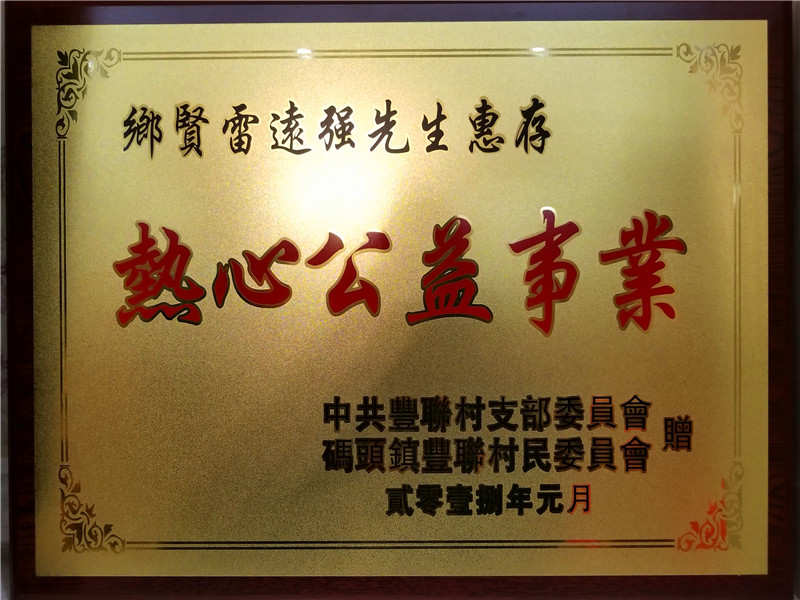 鄉賢雷遠强先生惠存
熱心公益事業
中共豐聯村支部委員會
碼頭鎮豐聯村民委員會
贈
貳零壹捌年元月